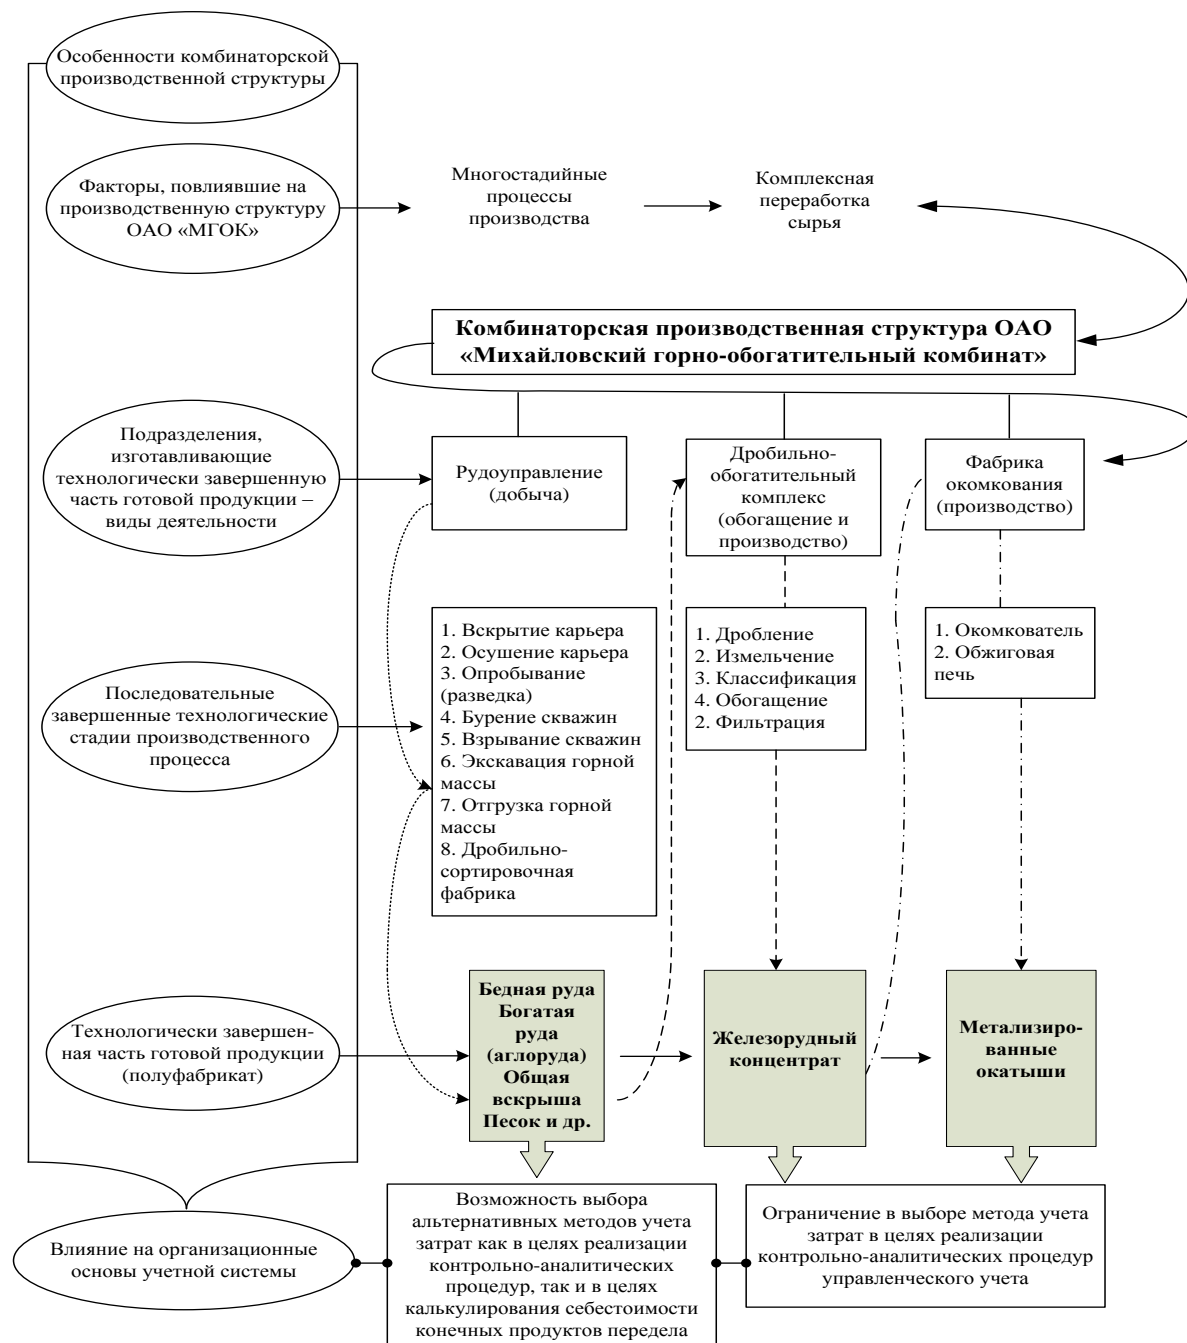 Особенности комбинаторской
производственной структуры
Факторы, повлиявшие на
производственную структуру
ОАО «МГОК»
Многостадийные
процессы
производства
Комплексная
переработка
сырья
Комбинаторская производственная структура ОАО
«Михайловский горно-обогатительный комбинат»
Подразделения,
изготавливающие
технологически завершенную
часть готовой продукции –
виды деятельности
Рудоуправление
(добыча)
Дробильно-
обогатительный
комплекс
(обогащение и
производство)
Фабрика
окомкования
(производство)
Последовательные
завершенные технологические
стадии производственного
процесса
1. Вскрытие карьера
2. Осушение карьера
3. Опробывание
(разведка)
4. Бурение скважин
5. Взрывание скважин
6. Экскавация горной
массы
7. Отгрузка горной
массы
8. Дробильно-
сортировочная
фабрика
1. Дробление
2. Измельчение
3. Классификация
4. Обогащение
2. Фильтрация
1. Окомкователь
2. Обжиговая
печь
Технологически завершен-
ная часть готовой продукции
(полуфабрикат)
Бедная руда
Богатая
руда
(аглоруда)
Общая
вскрыша
Песок и др.
Железорудный
концентрат
Метализиро-
ванные
окатыши
Влияние на организационные
основы учетной системы
Возможность выбора
альтернативных методов учета
затрат как в целях реализации
контрольно-аналитических
процедур, так и в целях
калькулирования себестоимости
конечных продуктов передела
Ограничение в выборе метода учета
затрат в целях реализации
контрольно-аналитических процедур
управленческого учета